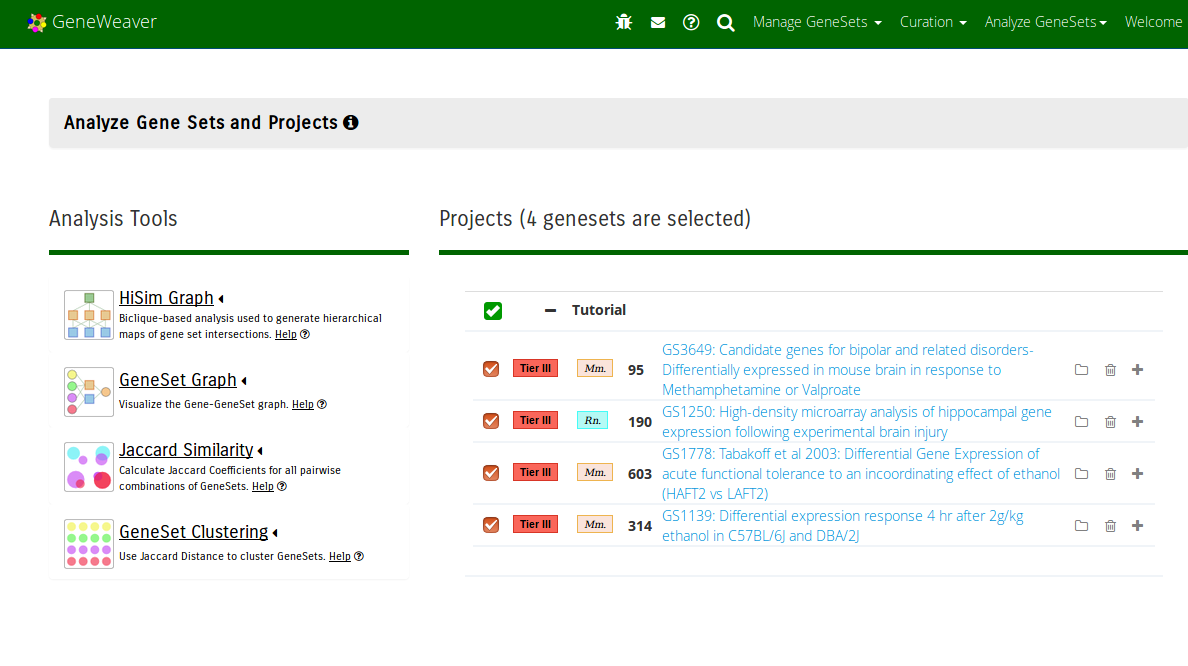 GeneWeaver
Manage GeneSets
Curation
Analyze GeneSets
Welcome
Analyze Gene Sets and Projects
Analysis Tools
Projects (4 genesets are selected)
HiSim Graph
Biclique-based analysis used to generate hierarchical
maps of gene set intersections. Help
GeneSet Graph
Visualize the Gene-GeneSet graph. Help
Jaccard Similarity
Calculate Jaccard Coefficients for all pairwise
combinations of GeneSets. Help
GeneSet Clustering
Use Jaccard Distance to cluster GeneSets. Help
Tutorial
Tier III Mm. 95 GS3649: Candidate genes for bipolar and related disorders-
Differentially expressed in mouse brain in response to
Methamphetamine or Valproate
Tier III Rn. 190 GS1250: High-density microarray analysis of hippocampal gene
expression following experimental brain injury
Tier III Mm. 603 GS1778: Tabakoff et al 2003: Differential Gene Expression of
acute functional tolerance to an incoordinating effect of ethanol
(HAFT2 vs LAFT2)
Tier III Mm. 314 GS1139: Differential expression response 4 hr after 2g/kg
ethanol in C57BL/6J and DBA/2J